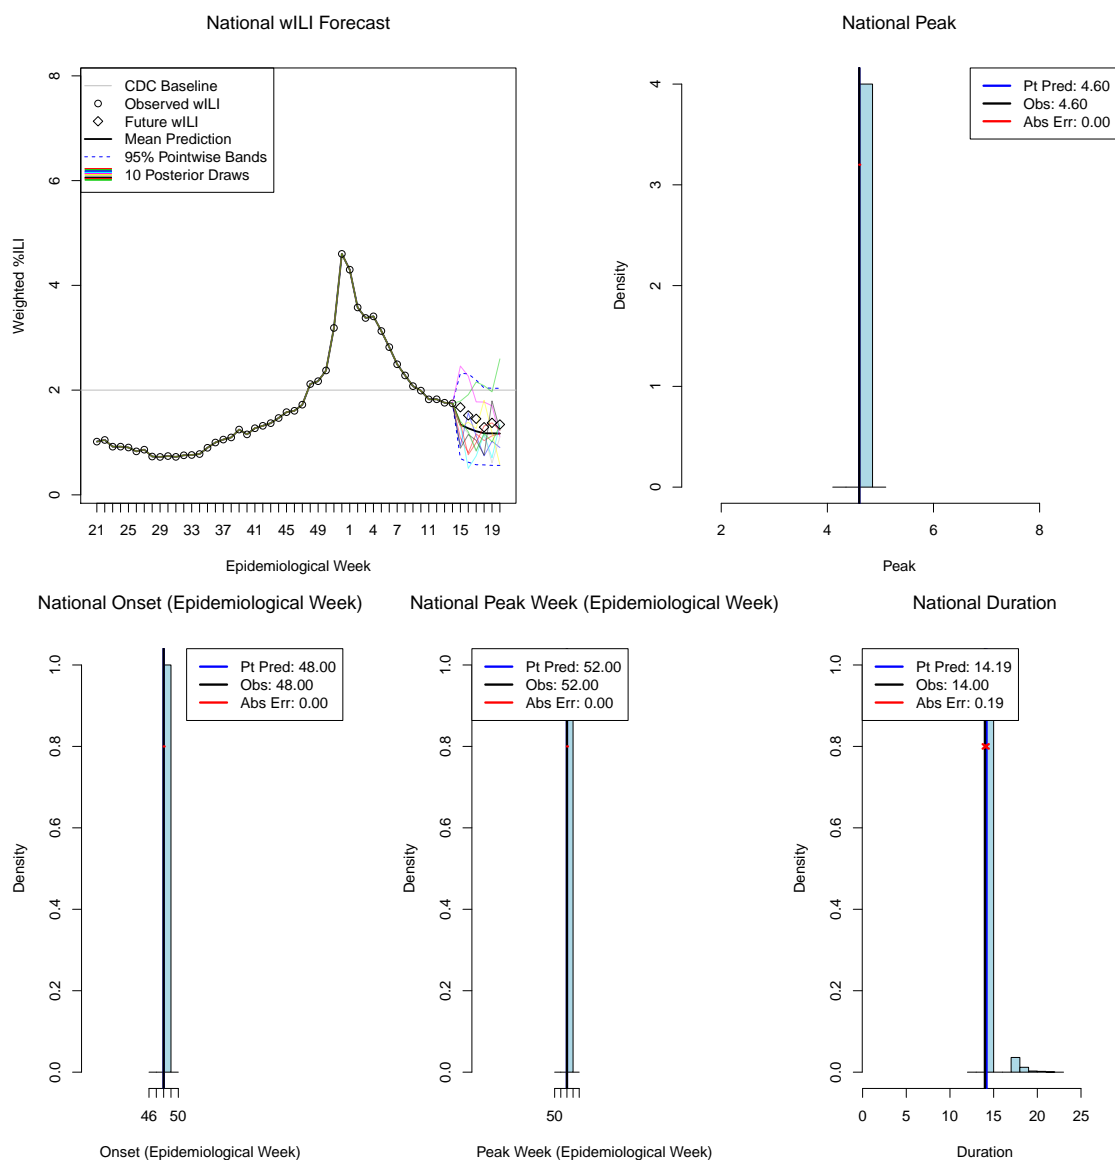 National wILI Forecast
CDC Baseline
Observed wILI
Future wILI
Mean Prediction
95% Pointwise Bands
10 Posterior Draws
Weighted %ILI
0 2 4 6 8
21 25 29 33 37 41 45 49 1 4 7 11 15 19
Epidemiological Week
National Peak
Pt Pred: 4.60
Obs: 4.60
Abs Err: 0.00
Density
0 1 2 3 4
2 4 6 8
Peak
National Onset (Epidemiological Week)
Pt Pred: 48.00
Obs: 48.00
Abs Err: 0.00
Density
0.0 0.2 0.4 0.6 0.8 1.0
46 50
Onset (Epidemiological Week)
National Peak Week (Epidemiological Week)
Pt Pred: 52.00
Obs: 52.00
Abs Err: 0.00
Density
0.0 0.2 0.4 0.6 0.8 1.0
50
Peak Week (Epidemiological Week)
National Duration
Pt Pred: 14.19
Obs: 14.00
Abs Err: 0.19
Density
0.0 0.2 0.4 0.6 0.8 1.0
0 5 10 15 20 25
Duration